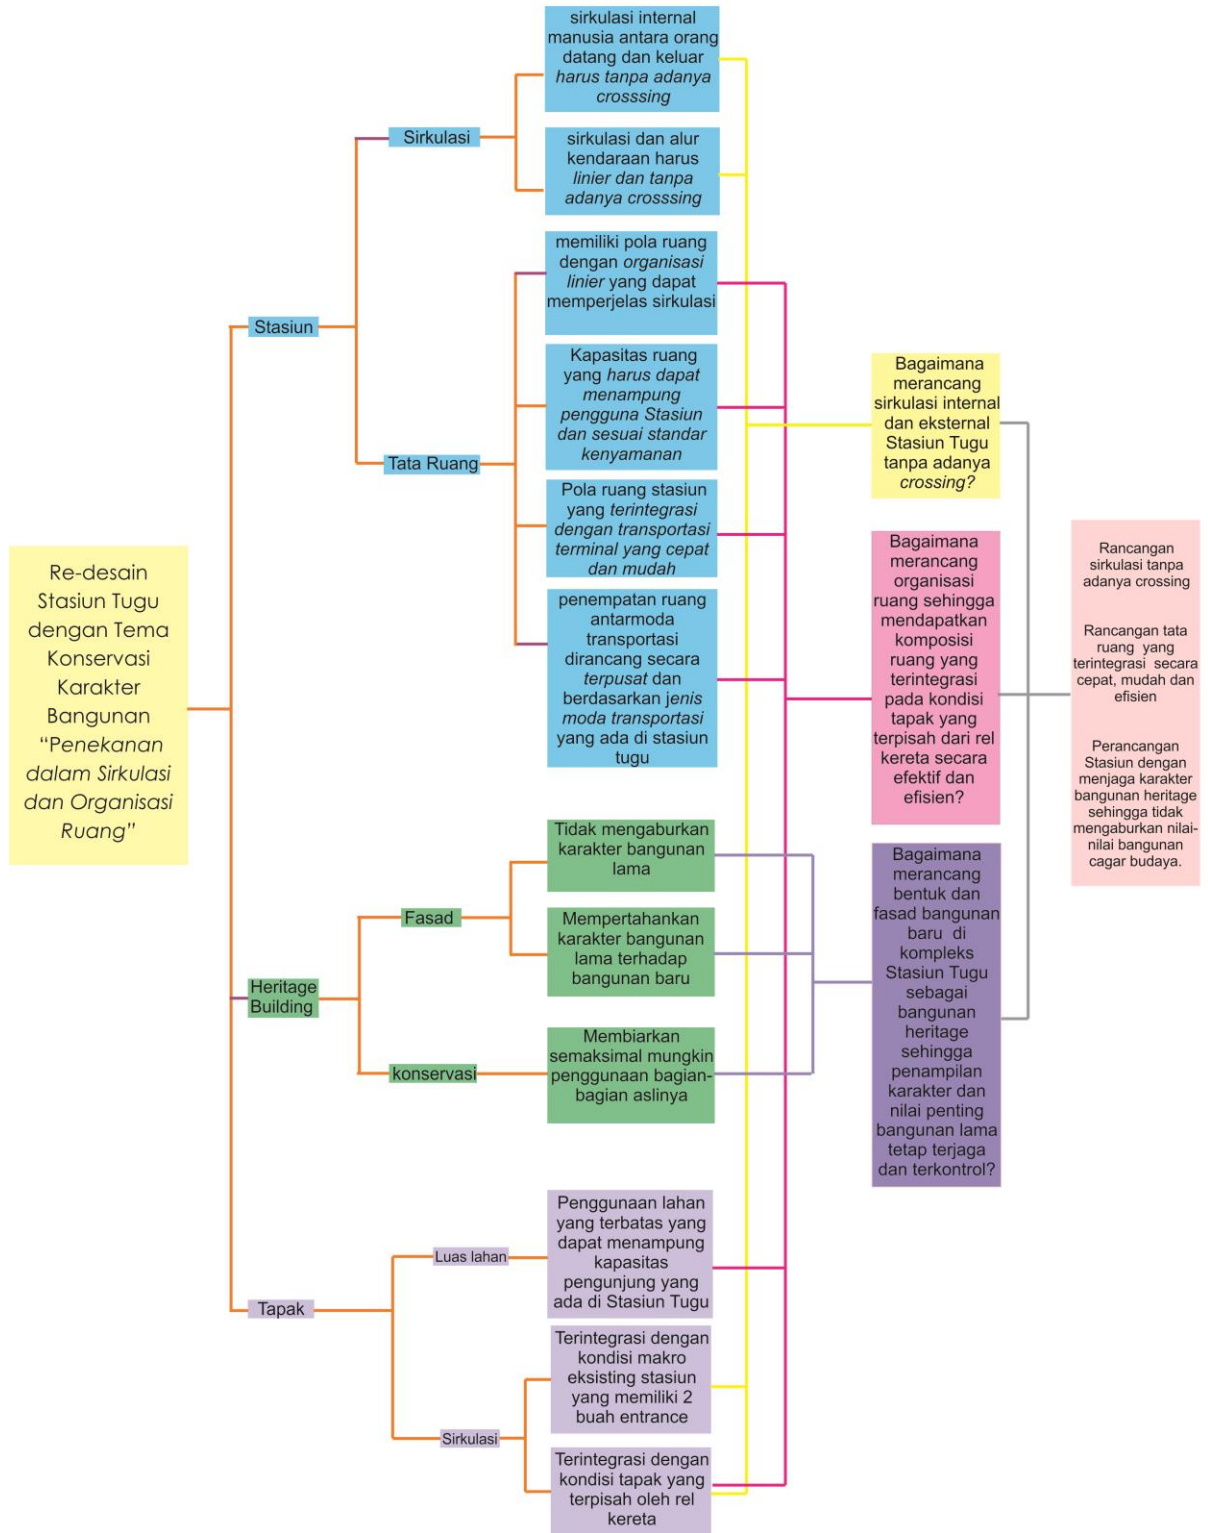 Re-desain
Stasiun Tugu
dengan Tema
Konservasi
Karakter
Bangunan
“Penekanan
dalam Sirkulasi
dan Organisasi
Ruang”
Stasiun
Sirkulasi
sirkulasi internal
manusia antara orang
datang dan keluar
harus tanpa adanya
crosssing
sirkulasi dan alur
kendaraan harus
linier dan tanpa
adanya crosssing
Tata Ruang
memiliki pola ruang
dengan organisasi
linier yang dapat
memperjelas sirkulasi
Kapasitas ruang
yang harus dapat
menampung
pengguna Stasiun
dan sesuai standar
kenyamanan
Pola ruang stasiun
yang terintegrasi
dengan transportasi
terminal yang cepat
dan mudah
penempatan ruang
antarmoda
transportasi
dirancang secara
terpusat dan
berdasarkan jenis
moda transportasi
yang ada di stasiun
tugu
Heritage
Building
Fasad
Tidak mengaburkan
karakter bangunan
lama
Mempertahankan
karakter bangunan
lama terhadap
bangunan baru
konservasi
Membiarkan
semaksimal mungkin
penggunaan bagian-
bagian aslinya
Tapak
Luas lahan
Penggunaan lahan
yang terbatas yang
dapat menampung
kapasitas
pengunjung yang
ada di Stasiun Tugu
Sirkulasi
Terintegrasi dengan
kondisi makro
eksisting stasiun
yang memiliki 2
buah entrance
Terintegrasi dengan
kondisi tapak yang
terpisah oleh rel
kereta
Bagaimana
merancang
sirkulasi internal
dan eksternal
Stasiun Tugu
tanpa adanya
crossing?
Bagaimana
merancang
organisasi
ruang sehingga
mendapatkan
komposisi
ruang yang
terintegrasi
pada kondisi
tapak yang
terpisah dari rel
kereta secara
efektif dan
efisien?
Bagaimana
merancang
bentuk dan
fasad bangunan
baru di
kompleks
Stasiun Tugu
sebagai
bangunan
heritage
sehingga
penampilan
karakter dan
nilai penting
bangunan lama
tetap terjaga
dan terkontrol?
Rancangan
sirkulasi tanpa
adanya crossing
Rancangan tata
ruang yang
terintegrasi secara
cepat, mudah dan
efisien
Perancangan
Stasiun dengan
menjaga karakter
bangunan heritage
sehingga tidak
mengaburkan nilai-
nilai bangunan
cagar budaya.